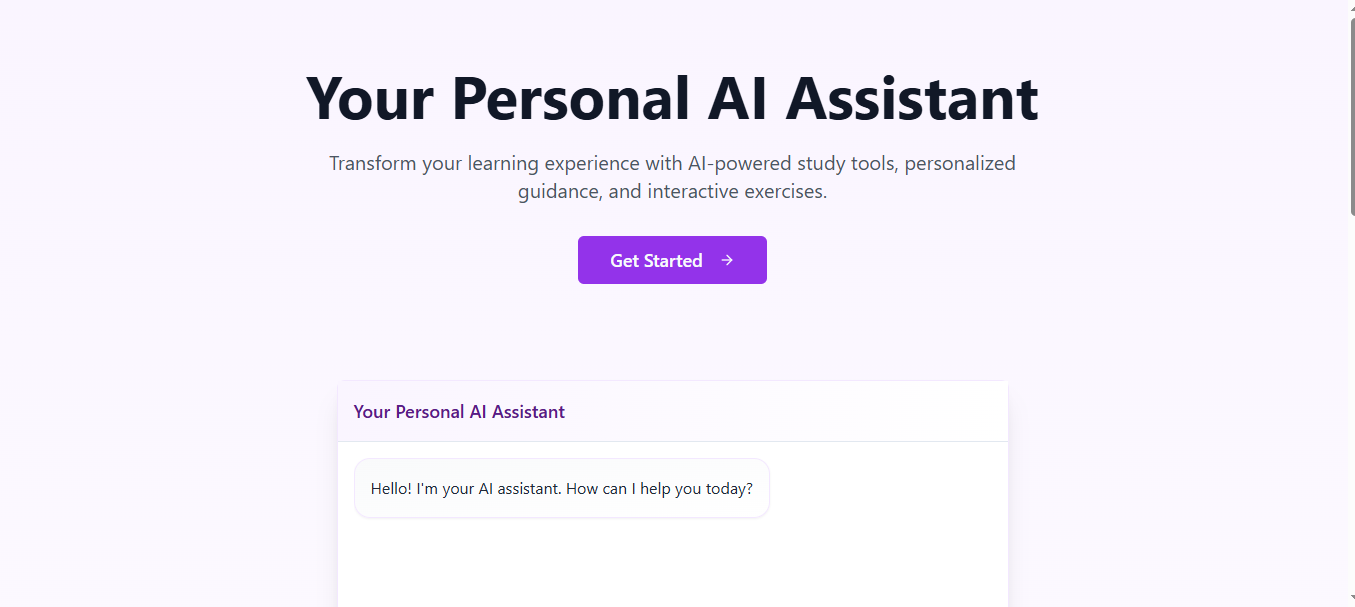 Your Personal AI Assistant
Transform your learning experience with AI-powered study tools, personalized
guidance, and interactive exercises.
Get Started →
Your Personal AI Assistant
Hello! I'm your AI assistant. How can I help you today?